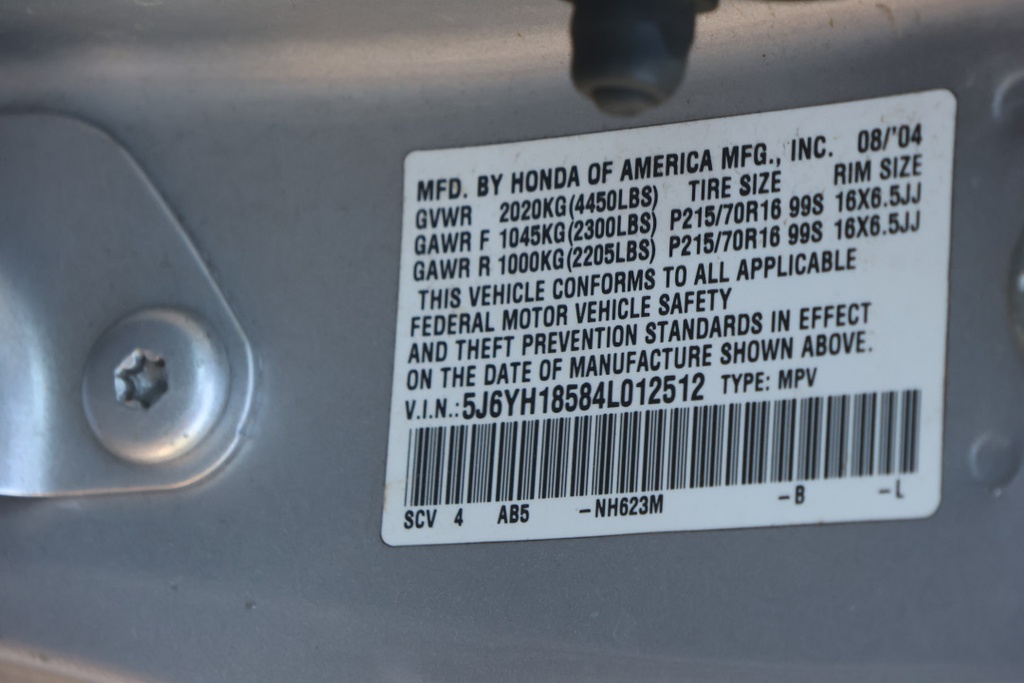 MFD. BY HONDA OF AMERICA MFG., INC. 08/'04
GVWR 2020KG(4450LBS) TIRE SIZE RIM SIZE
GAWR F 1045KG(2300LBS) P215/70R16 99S 16X6.5JJ
GAWR R 1000KG(2205LBS) P215/70R16 99S 16X6.5JJ
THIS VEHICLE CONFORMS TO ALL APPLICABLE
FEDERAL MOTOR VEHICLE SAFETY
AND THEFT PREVENTION STANDARDS IN EFFECT
ON THE DATE OF MANUFACTURE SHOWN ABOVE.
V.I.N.: 5J6YH18584L012512 TYPE: MPV
SCV 4 AB5 -NH623M -B -L